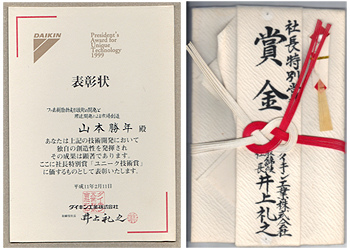 DAIKIN
President's
Award for
Unique
Technology
1999
表彰状
山本勝年 殿
あなたは上記の技術開発において
独自の創造性を発揮され
その成果は顕著であります。
ここに社長特別賞「ユニーク技術賞」
に価するものとして表彰いたします。
平成11年2月11日
ダイキン工業株式会社
井上礼之
社長特別賞
賞金
ダイキン工業株式会社
井上礼之